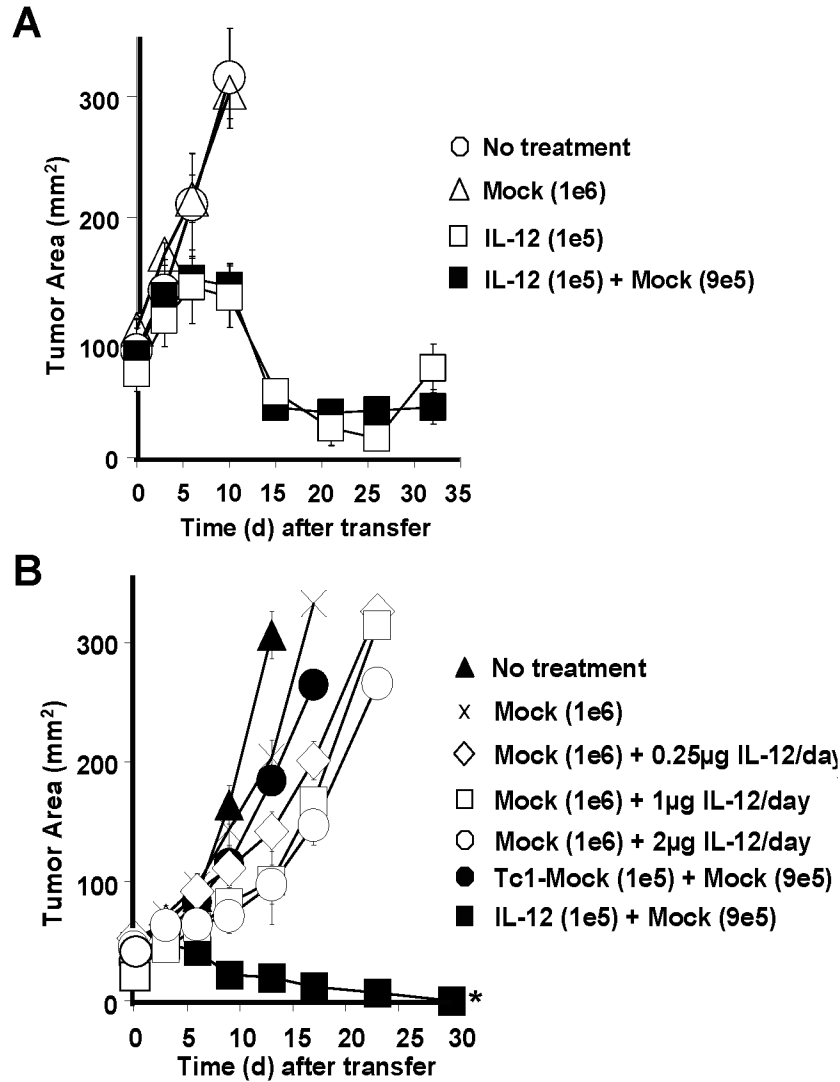 A
300
200
100
0
Tumor Area (mm²)
0 5 10 15 20 25 30 35
Time (d) after transfer
No treatment
Mock (1e6)
IL-12 (1e5)
IL-12 (1e5) + Mock (9e5)
B
300
200
100
0
Tumor Area (mm²)
0 5 10 15 20 25 30
Time (d) after transfer
*
No treatment
Mock (1e6)
Mock (1e6) + 0.25µg IL-12/day
Mock (1e6) + 1µg IL-12/day
Mock (1e6) + 2µg IL-12/day
Tc1-Mock (1e5) + Mock (9e5)
IL-12 (1e5) + Mock (9e5)